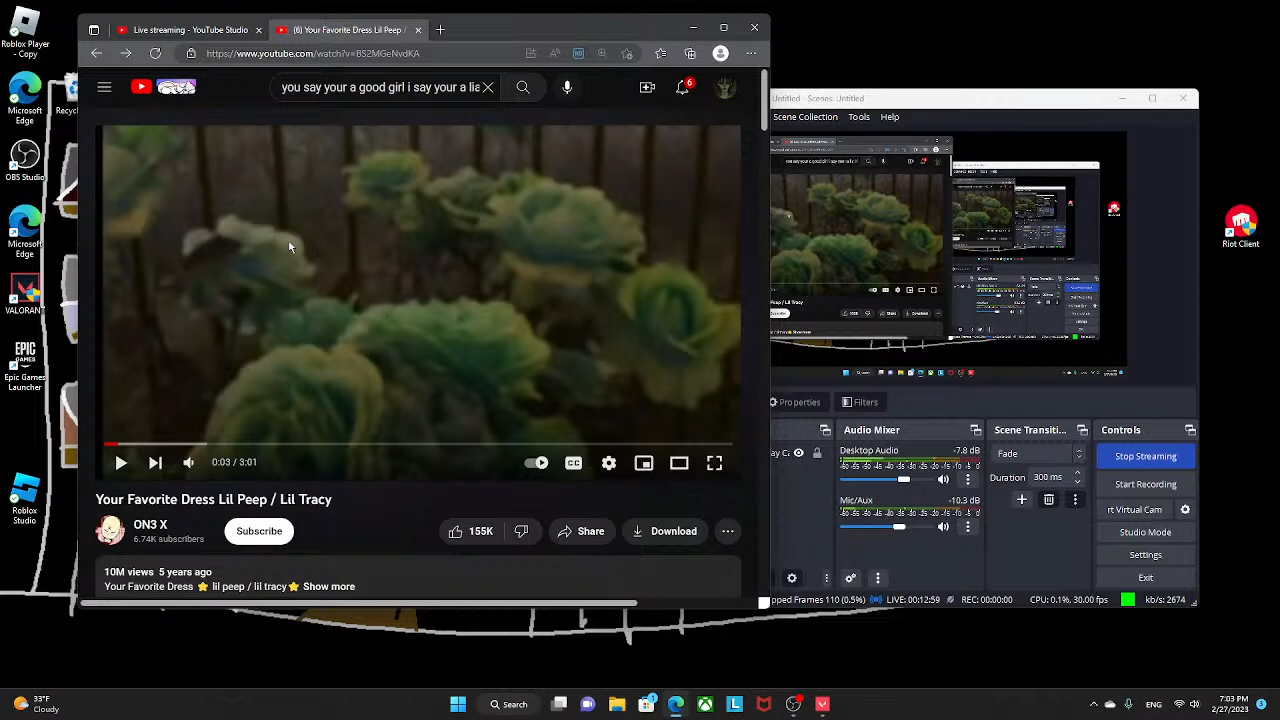 Roblox Player
- Copy
Microsoft
Edge
OBS Studio
Microsoft
Edge
VALORANT
EPIC
GAMES
Epic Games
Launcher
Roblox
Studio
Live streaming - YouTube Studio
(6) Your Favorite Dress Lil Peep /
https://www.youtube.com/watch?v=BS2MGeNvdKA
HD
you say your a good girl i say your a lia
6
0:03 / 3:01
CC
HD
Your Favorite Dress Lil Peep / Lil Tracy
ON3 X
6.74K subscribers
Subscribe
155K
Share
Download
10M views 5 years ago
Your Favorite Dress ⭐ lil peep / lil tracy⭐ Show more
Untitled - Scenes: Untitled
Scene Collection Tools Help
Properties
Filters
Audio Mixer
Scene Transiti...
Controls
Desktop Audio -7.8 dB
Mic/Aux -10.3 dB
Fade
Duration 300 ms
Stop Streaming
Start Recording
rt Virtual Cam
Studio Mode
Settings
Exit
pped Frames 110 (0.5%) LIVE: 00:12:59 REC: 00:00:00 CPU: 0.1%, 30.00 fps kb/s: 2674
Riot Client
33°F
Cloudy
Search
7:03 PM
2/27/2023